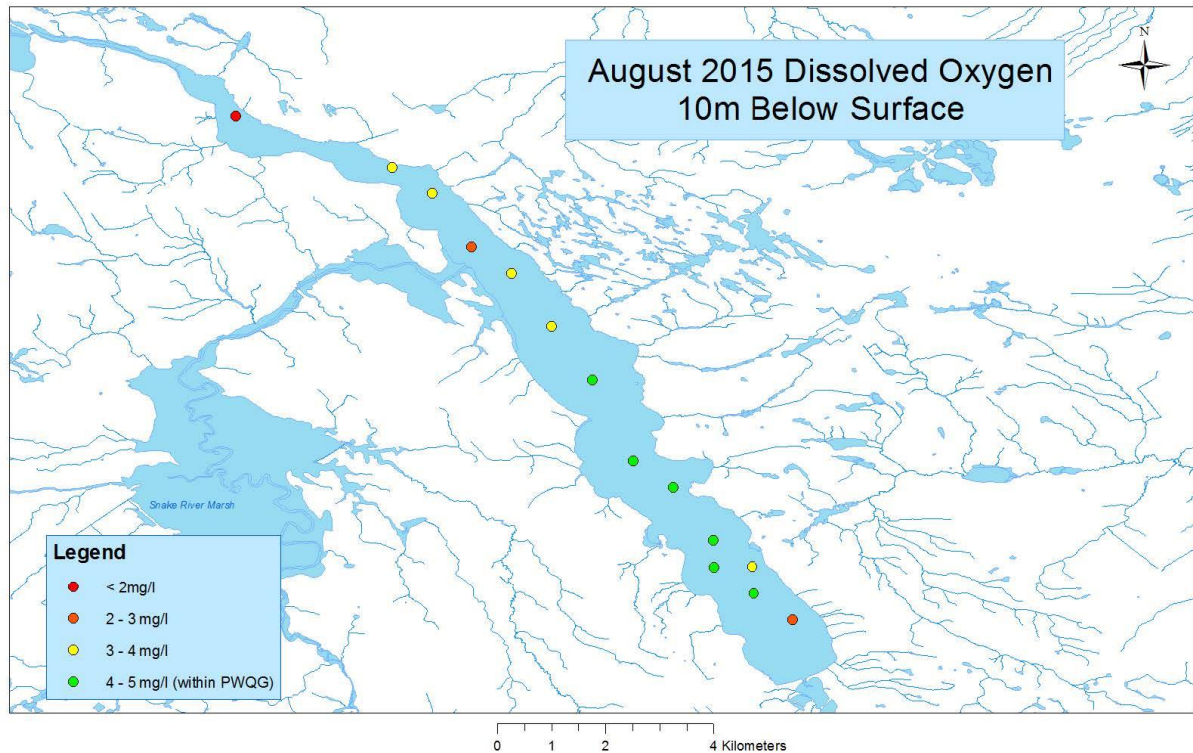 August 2015 Dissolved Oxygen
10m Below Surface
N
Snake River Marsh
Legend
< 2mg/l
2 - 3 mg/l
3 - 4 mg/l
4 - 5 mg/l (within PWQG)
0 1 2 4 Kilometers